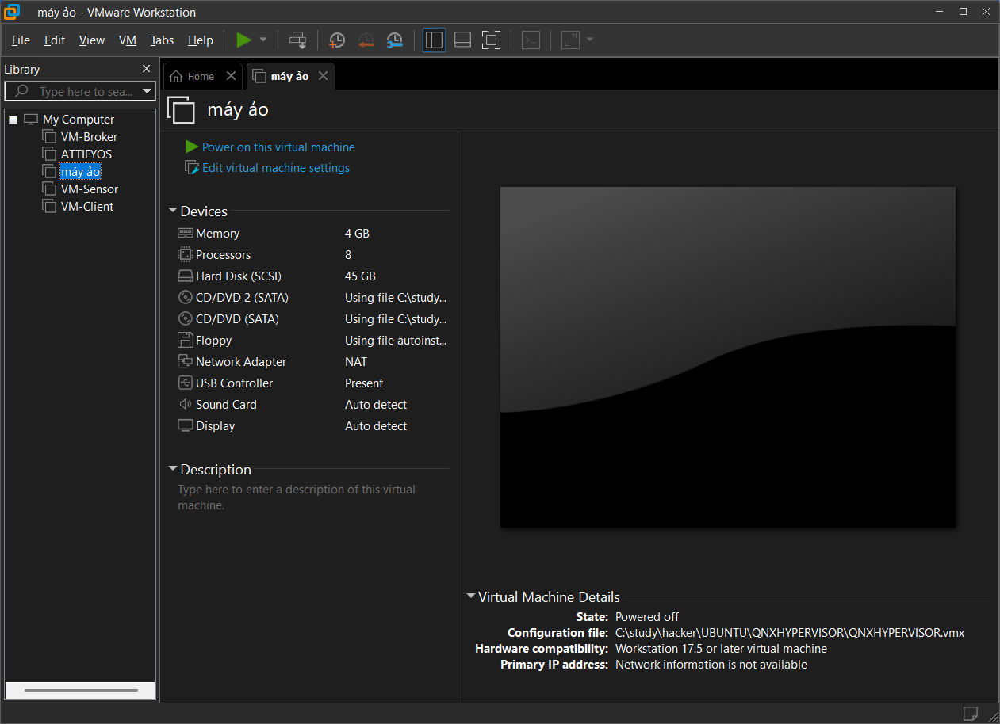 máy ảo - VMware Workstation
File Edit View VM Tabs Help
Library
Type here to sea...
My Computer
VM-Broker
ATTIFYOS
máy ảo
VM-Sensor
VM-Client
Home
máy ảo
máy ảo
Power on this virtual machine
Edit virtual machine settings
Devices
Memory 4 GB
Processors 8
Hard Disk (SCSI) 45 GB
CD/DVD 2 (SATA) Using file C:\study...
CD/DVD (SATA) Using file C:\study...
Floppy Using file autoinst...
Network Adapter NAT
USB Controller Present
Sound Card Auto detect
Display Auto detect
Description
Type here to enter a description of this virtual
machine.
Virtual Machine Details
State: Powered off
Configuration file: C:\study\hacker\UBUNTU\QNXHYPERVISOR\QNXHYPERVISOR.vmx
Hardware compatibility: Workstation 17.5 or later virtual machine
Primary IP address: Network information is not available